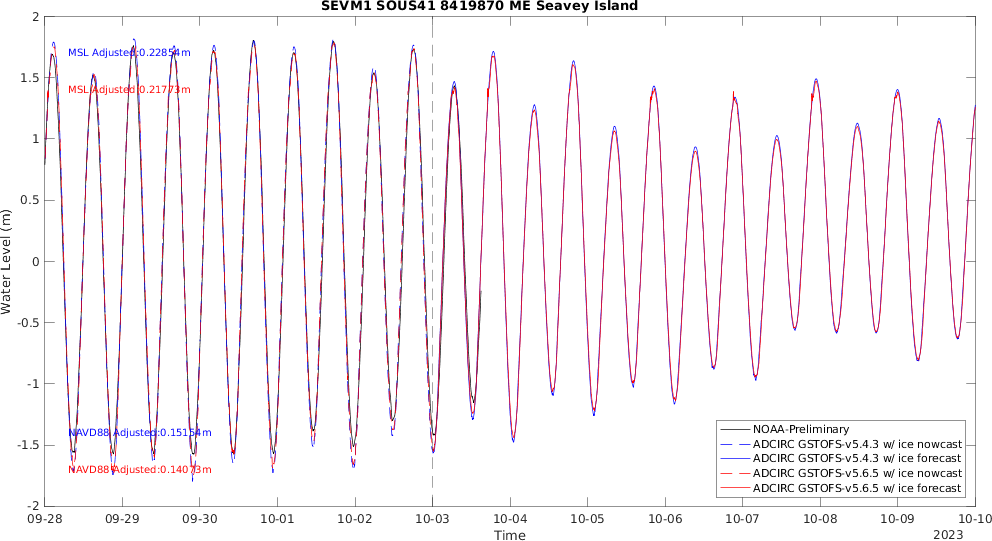 SEVM1 SOUS41 8419870 ME Seavey Island
2
1.5
1
0.5
0
-0.5
-1
-1.5
-2
Water Level (m)
MSL Adjusted:0.22854m
MSL Adjusted:0.21773m
NAVD88 Adjusted:0.15154m
NAVD88 Adjusted:0.14073m
NOAA-Preliminary
ADCIRC GSTOFS-v5.4.3 w/ ice nowcast
ADCIRC GSTOFS-v5.4.3 w/ ice forecast
ADCIRC GSTOFS-v5.6.5 w/ ice nowcast
ADCIRC GSTOFS-v5.6.5 w/ ice forecast
09-28 09-29 09-30 10-01 10-02 10-03 10-04 10-05 10-06 10-07 10-08 10-09 10-10
Time
2023